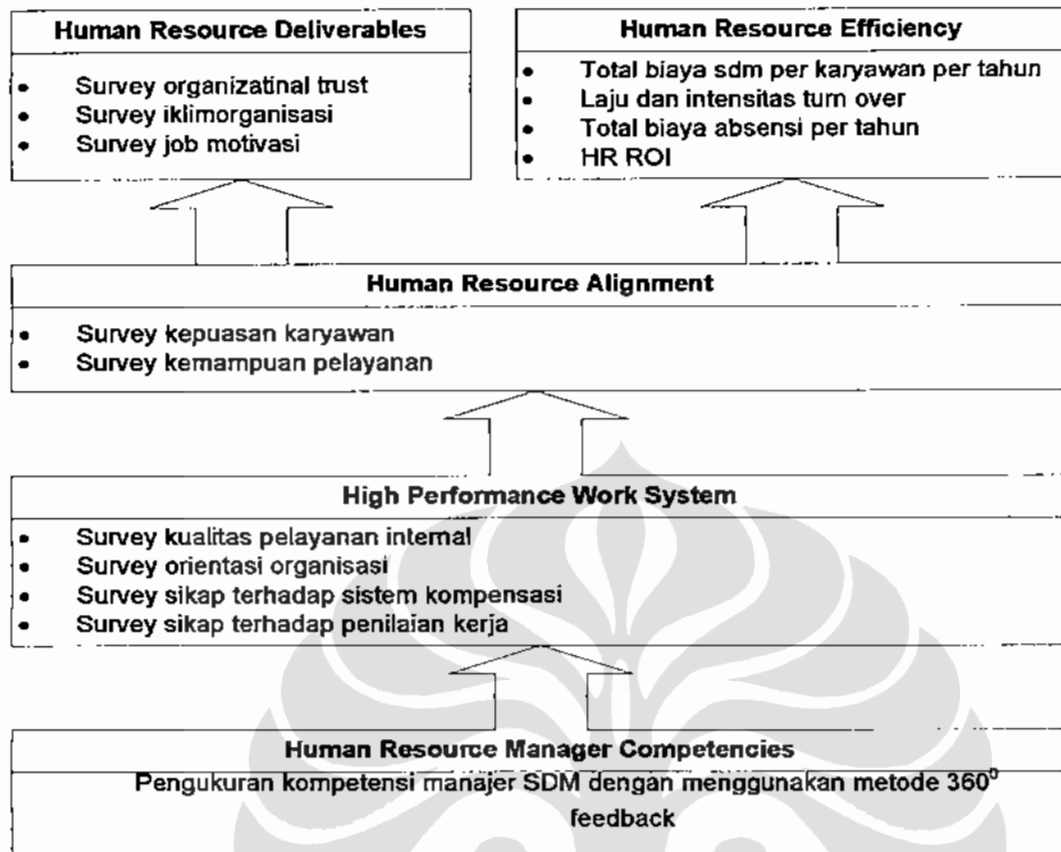 Human Resource Deliverables
• Survey organizatinal trust
• Survey iklimorganisasi
• Survey job motivasi
Human Resource Efficiency
• Total biaya sdm per karyawan per tahun
• Laju dan intensitas turn over
• Total biaya absensi per tahun
• HR ROI
Human Resource Alignment
• Survey kepuasan karyawan
• Survey kemampuan pelayanan
High Performance Work System
• Survey kualitas pelayanan internal
• Survey orientasi organisasi
• Survey sikap terhadap sistem kompensasi
• Survey sikap terhadap penilaian kerja
Human Resource Manager Competencies
Pengukuran kompetensi manajer SDM dengan menggunakan metode 360⁰
feedback